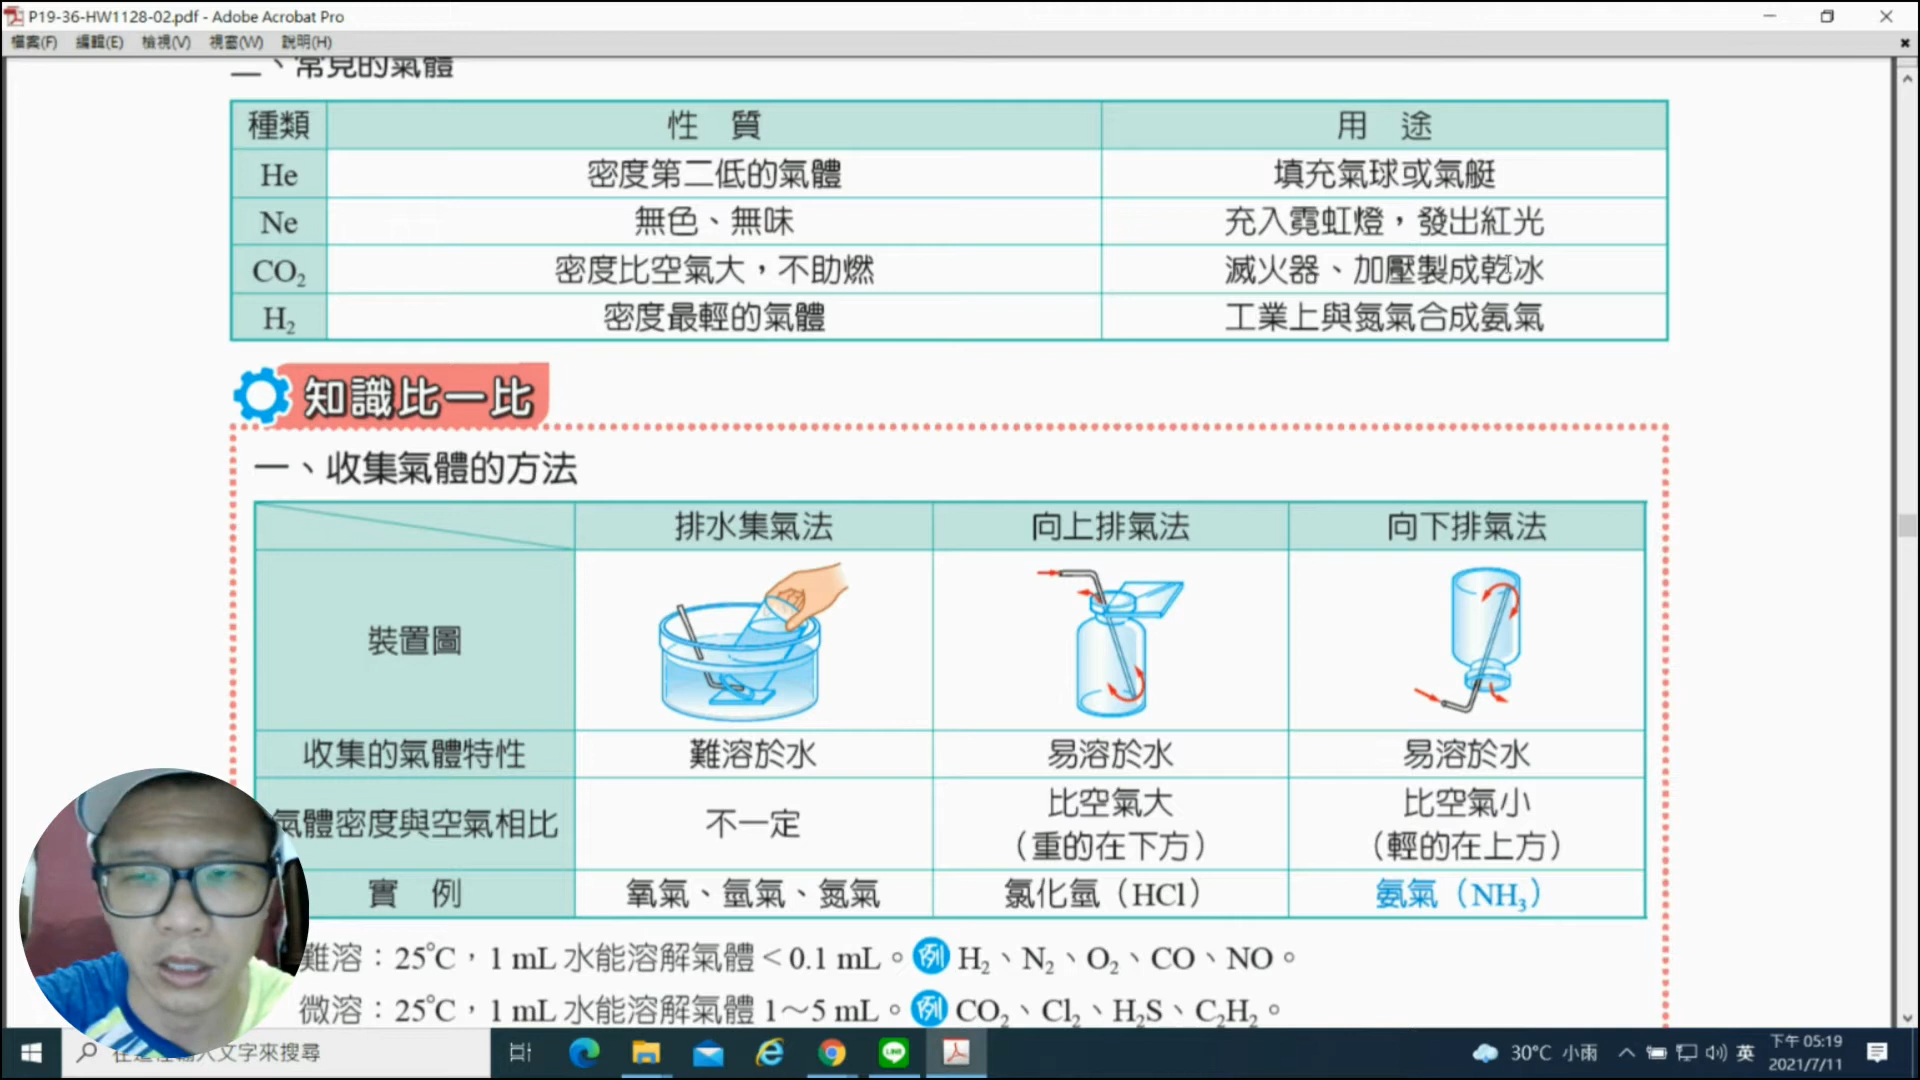 P19-36-HW1128-02.pdf - Adobe Acrobat Pro
檔案(F) 編輯(E) 檢視(V) 視窗(W) 說明(H)
二、常見的氣體
種類 性 質 用 途
He 密度第二低的氣體 填充氣球或氣艇
Ne 無色、無味 充入霓虹燈，發出紅光
CO₂ 密度比空氣大，不助燃 滅火器、加壓製成乾冰
H₂ 密度最輕的氣體 工業上與氮氣合成氨氣
知識比一比
一、收集氣體的方法
排水集氣法 向上排氣法 向下排氣法
裝置圖
收集的氣體特性 難溶於水 易溶於水 易溶於水
氣體密度與空氣相比 不一定 比空氣大 比空氣小
（重的在下方） （輕的在上方）
實 例 氧氣、氫氣、氮氣 氯化氫（HCl） 氨氣（NH₃）
難溶：25℃，1 mL 水能溶解氣體 < 0.1 mL。例 H₂、N₂、O₂、CO、NO。
微溶：25℃，1 mL 水能溶解氣體 1～5 mL。例 CO₂、Cl₂、H₂S、C₂H₂。
在這裡輸入文字來搜尋
30°C 小雨 英 下午 05:19
2021/7/11